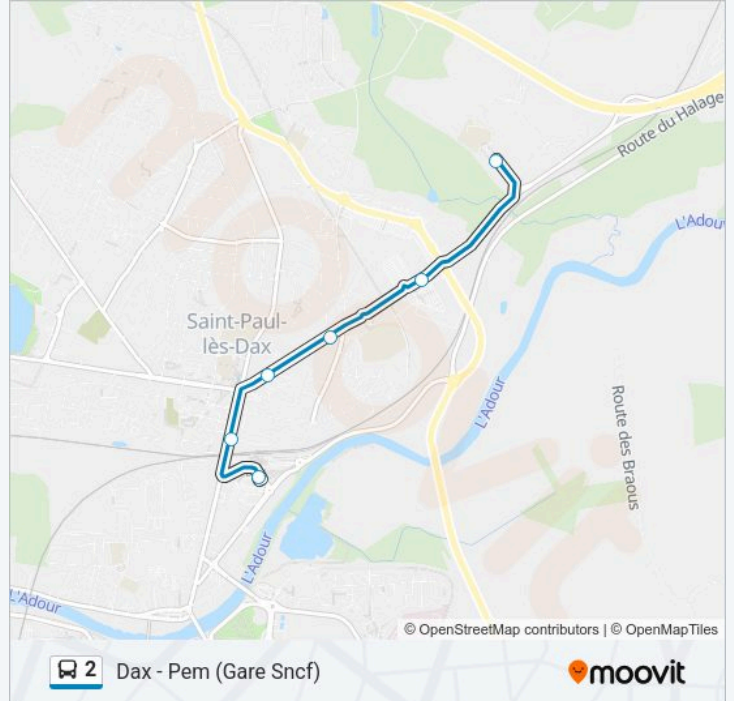 Route du Halage
L'Adou
Saint-Paul-
lès-Dax
L'Adour
Route des Braous
L'Adour
L'Adour
© OpenStreetMap contributors | © OpenMapTiles
2 Dax - Pem (Gare Sncf)
moovit